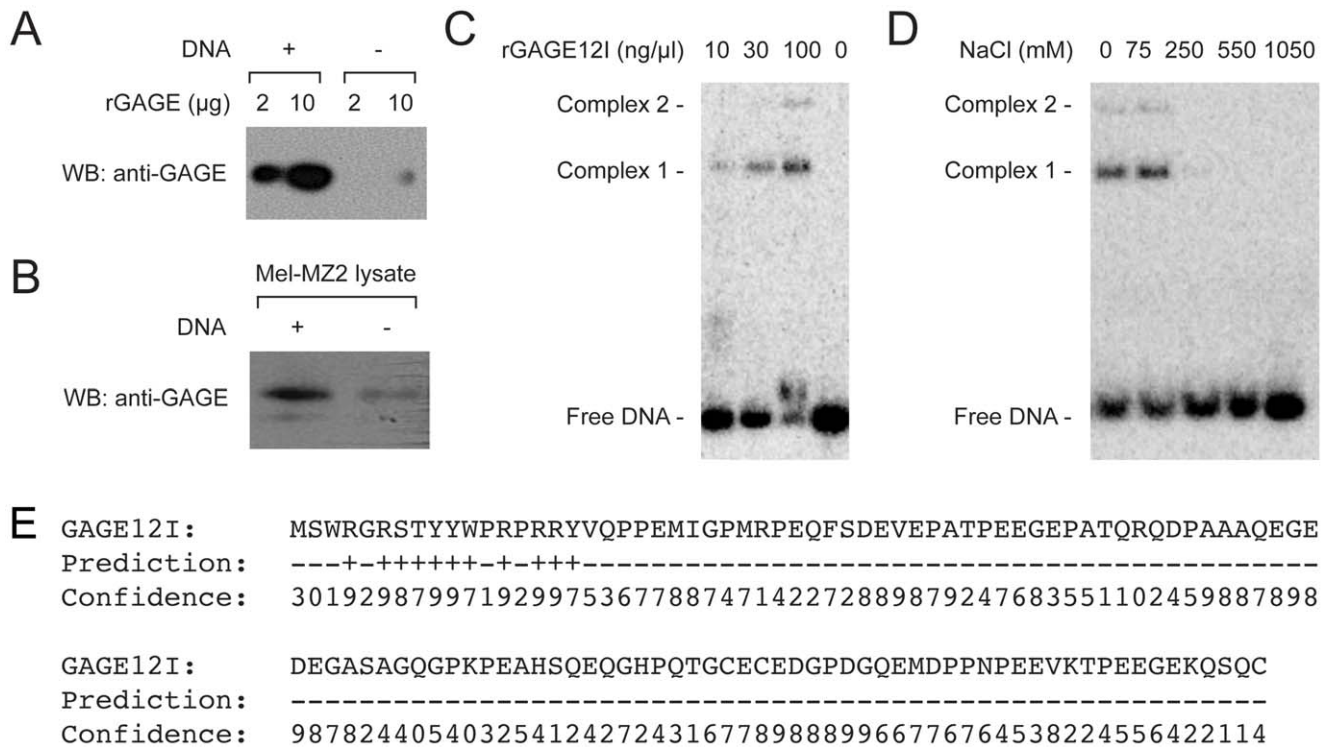 A
DNA + -
rGAGE (µg) 2 10 2 10
WB: anti-GAGE
B
Mel-MZ2 lysate
DNA + -
WB: anti-GAGE
C
rGAGE12I (ng/µl) 10 30 100 0
Complex 2 -
Complex 1 -
Free DNA -
D
NaCl (mM) 0 75 250 550 1050
Complex 2 -
Complex 1 -
Free DNA -
E
GAGE12I: MSWRGRSTYYWPRPRRYVQPPEMIGPMRPEQFSDEVEPATPEEGEPATQRQDPAAAQEGE
Prediction: ---+-++++++-+-+++-------------------------------------------
Confidence: 301929879971929975367788747142272889879247683551102459887898
GAGE12I: DEGASAGQGPKPEAHSQEQGHPQTGCECEDGPDGQEMDPPNPEEVKTPEEGEKQSQC
Prediction: ---------------------------------------------------------
Confidence: 987824405403254124272431677898889966776764538224556422114